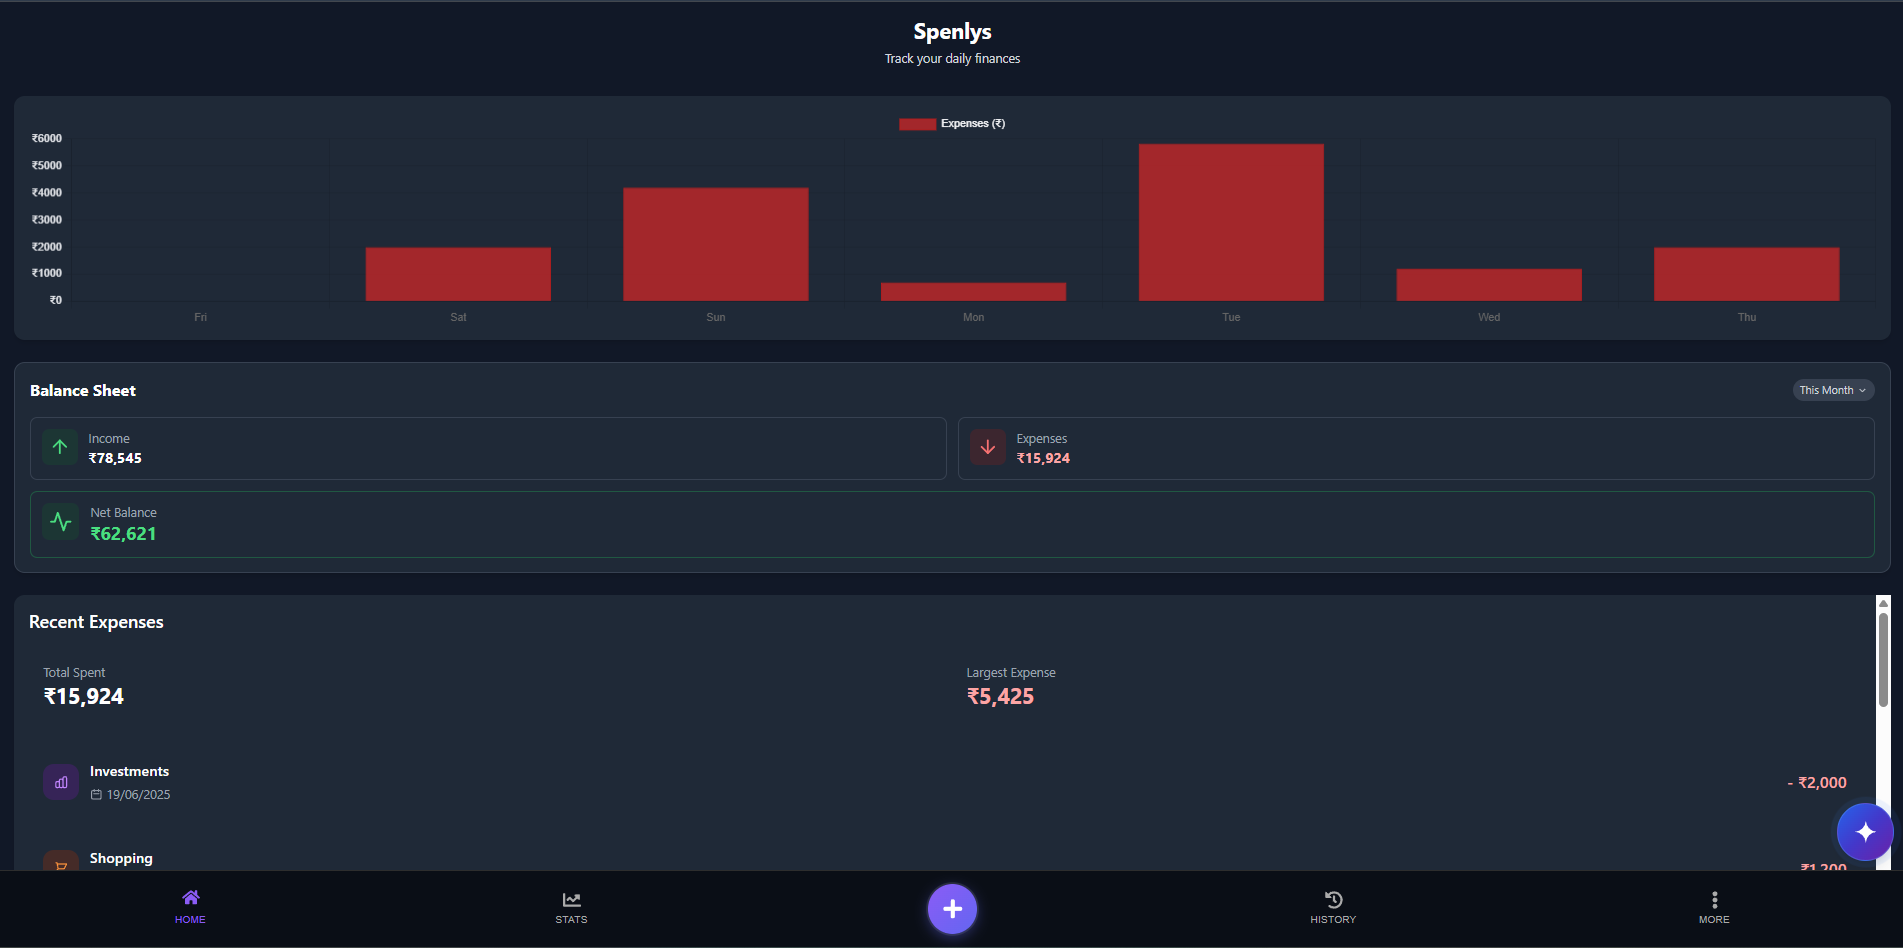 Spenlys
Track your daily finances
Expenses (₹)
₹6000
₹5000
₹4000
₹3000
₹2000
₹1000
₹0
Fri Sat Sun Mon Tue Wed Thu
Balance Sheet
This Month
Income
₹78,545
Expenses
₹15,924
Net Balance
₹62,621
Recent Expenses
Total Spent
₹15,924
Largest Expense
₹5,425
Investments
19/06/2025
- ₹2,000
Shopping
₹1,200
HOME STATS HISTORY MORE